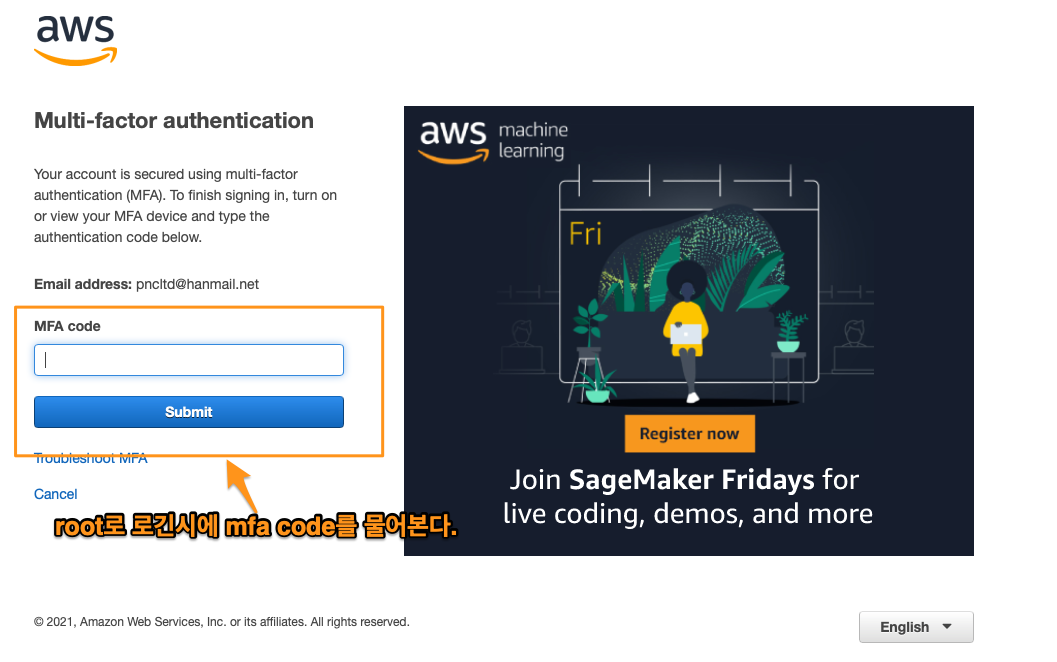 aws
Multi-factor authentication
Your account is secured using multi-factor
authentication (MFA). To finish signing in, turn on
or view your MFA device and type the
authentication code below.
Email address: pncltd@hanmail.net
MFA code
Submit
Troubleshoot MFA
Cancel
root로 로긴시에 mfa code를 물어본다.
aws machine
learning
Fri
Register now
Join SageMaker Fridays for
live coding, demos, and more
© 2021, Amazon Web Services, Inc. or its affiliates. All rights reserved.
English